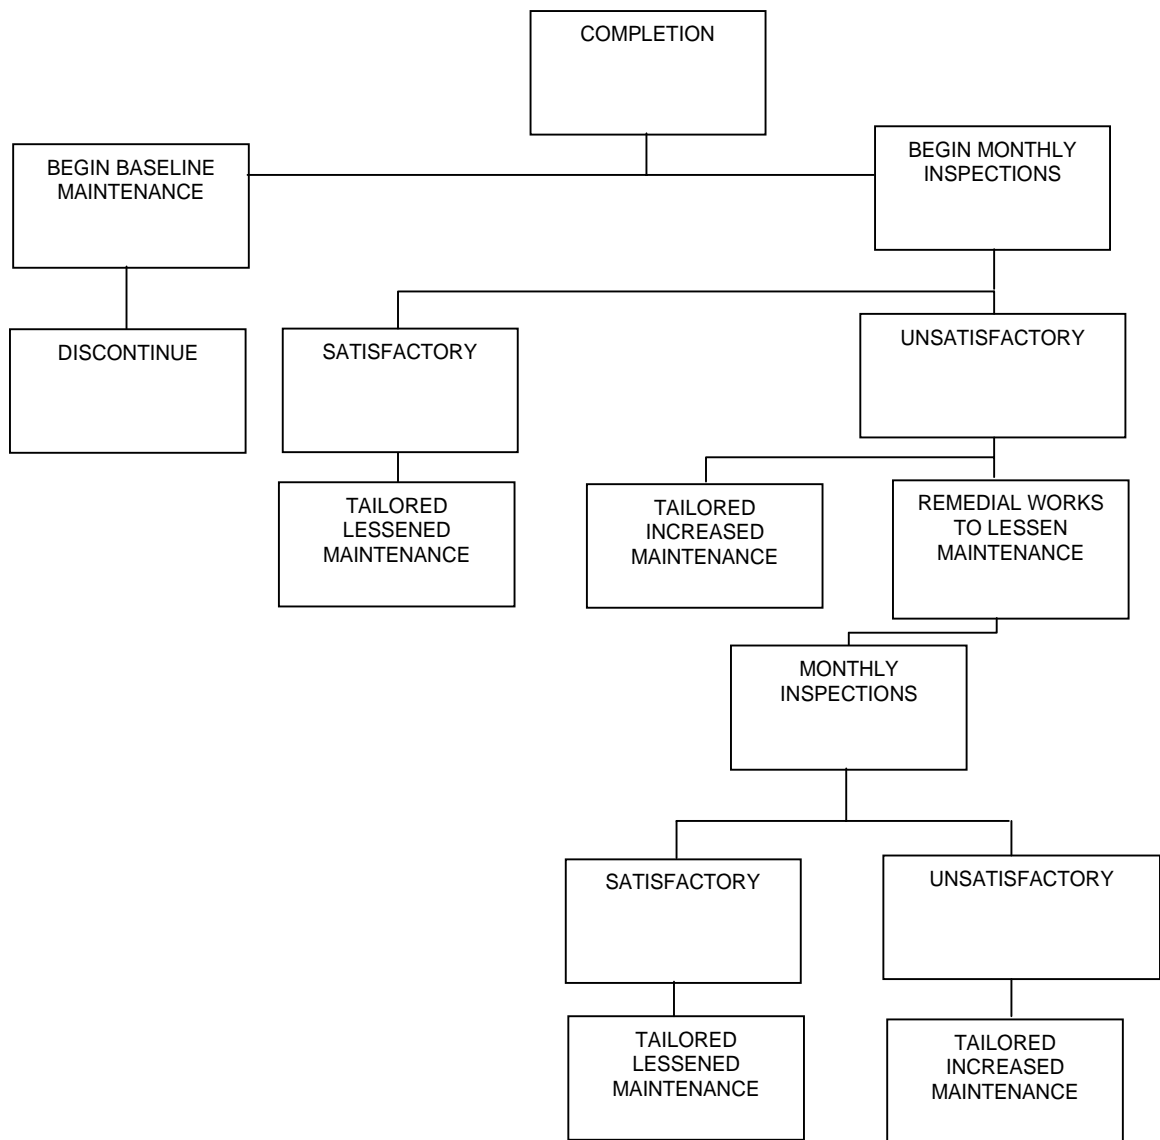 COMPLETION
BEGIN BASELINE
MAINTENANCE
BEGIN MONTHLY
INSPECTIONS
DISCONTINUE
SATISFACTORY
UNSATISFACTORY
TAILORED
LESSENED
MAINTENANCE
TAILORED
INCREASED
MAINTENANCE
REMEDIAL WORKS
TO LESSEN
MAINTENANCE
MONTHLY
INSPECTIONS
SATISFACTORY
UNSATISFACTORY
TAILORED
LESSENED
MAINTENANCE
TAILORED
INCREASED
MAINTENANCE